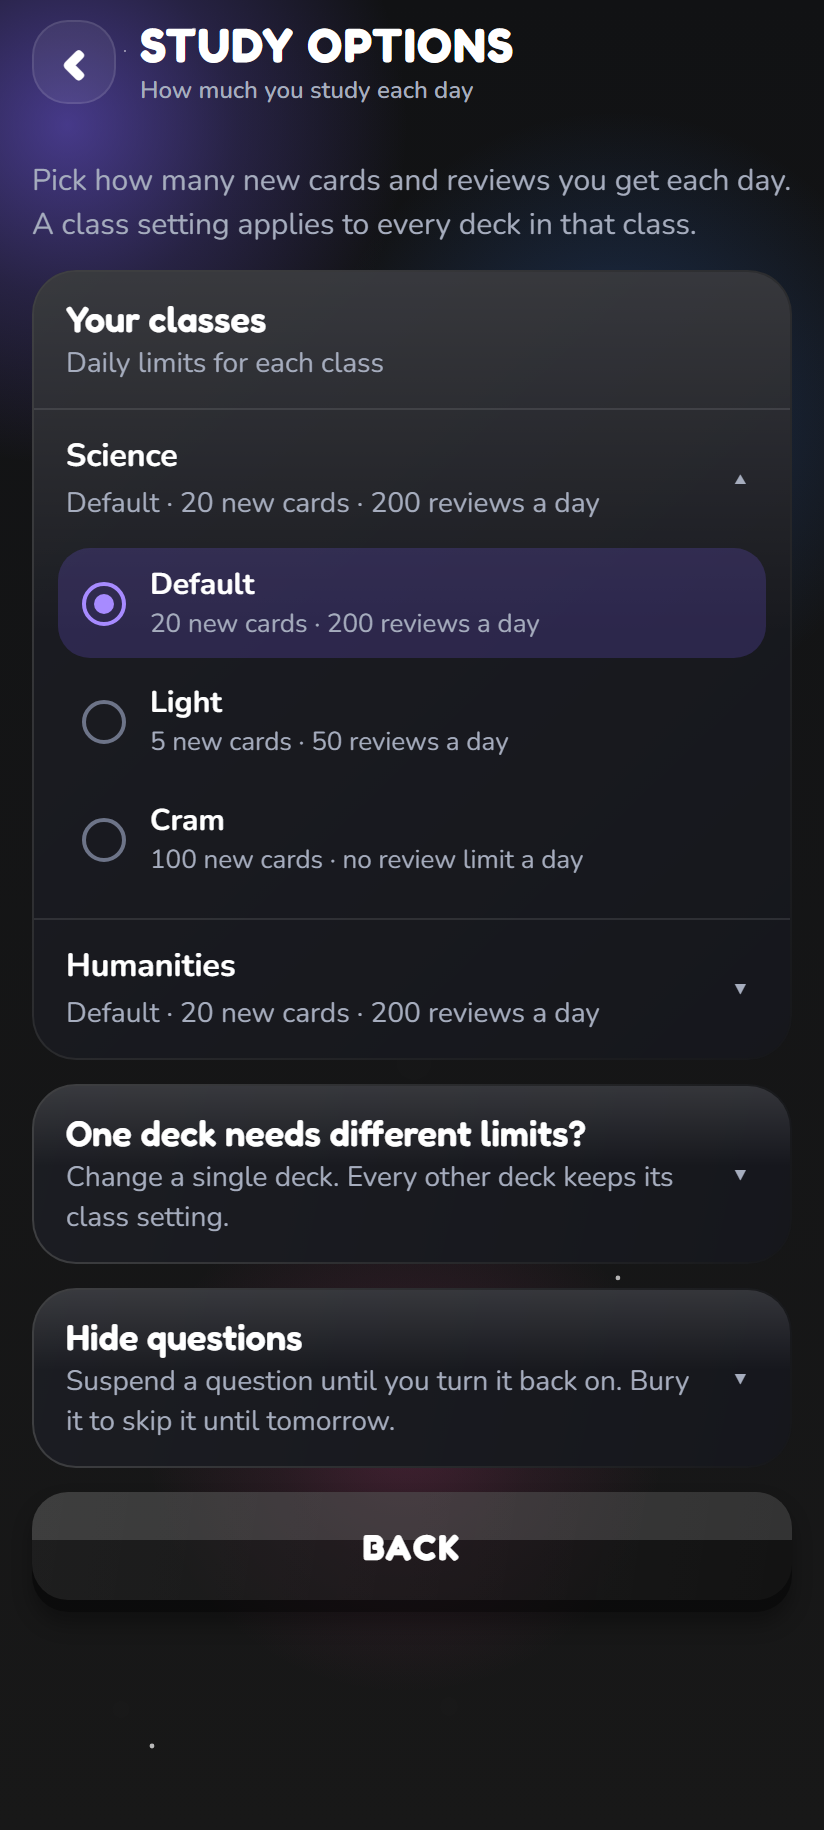 STUDY OPTIONS
How much you study each day
Pick how many new cards and reviews you get each day.
A class setting applies to every deck in that class.
Your classes
Daily limits for each class
Science
Default · 20 new cards · 200 reviews a day
Default
20 new cards · 200 reviews a day
Light
5 new cards · 50 reviews a day
Cram
100 new cards · no review limit a day
Humanities
Default · 20 new cards · 200 reviews a day
One deck needs different limits?
Change a single deck. Every other deck keeps its
class setting.
Hide questions
Suspend a question until you turn it back on. Bury
it to skip it until tomorrow.
BACK